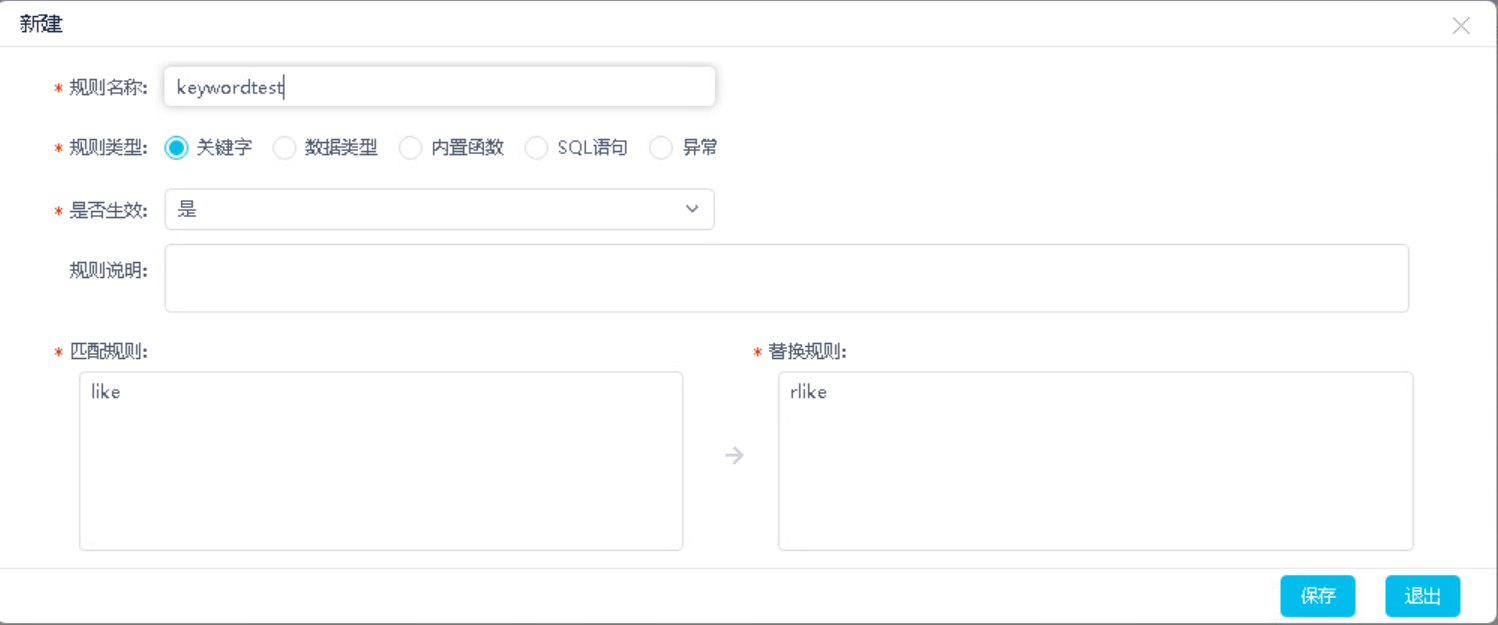 新建
* 规则名称: keywordtest
* 规则类型: 关键字 数据类型 内置函数 SQL语句 异常
* 是否生效: 是
规则说明:
* 匹配规则: * 替换规则:
like rlike
保存 退出